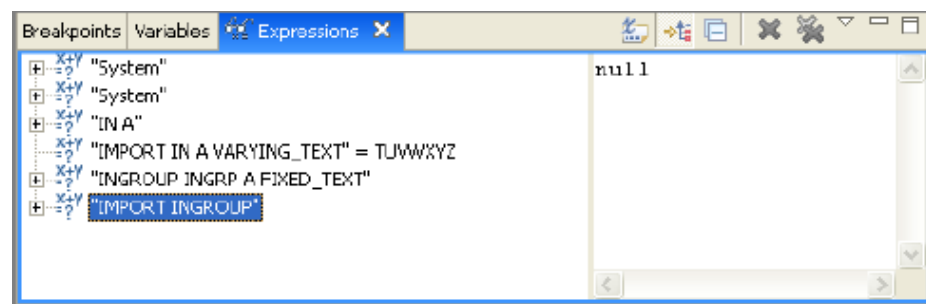 Breakpoints Variables Expressions
X+Y =? "System"
X+Y =? "System"
X+Y =? "IN A"
X+Y =? "IMPORT IN A VARYING_TEXT" = TUVWXYZ
X+Y =? "INGROUP INGRP A FIXED_TEXT"
X+Y =? "IMPORT INGROUP"
null